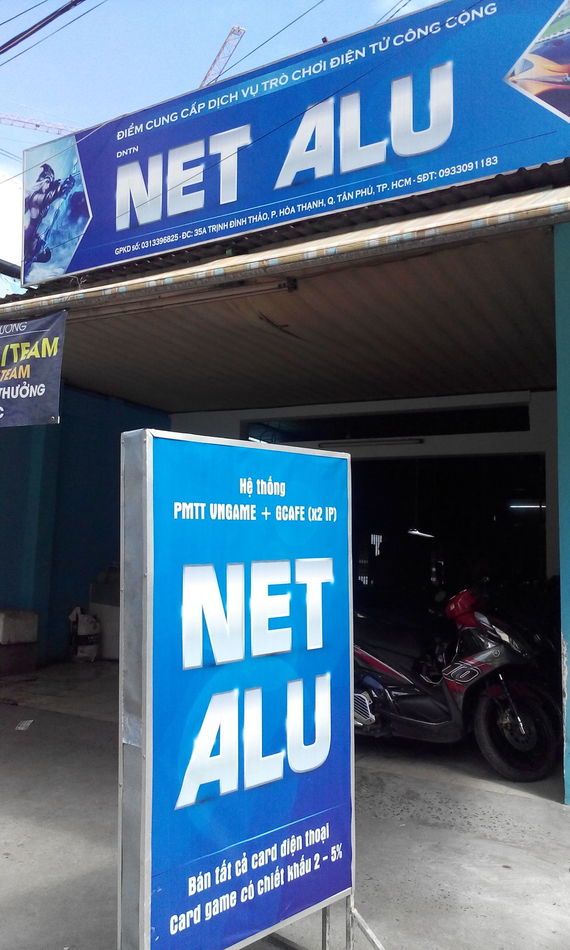 ĐIỂM CUNG CẤP DỊCH VỤ TRÒ CHƠI ĐIỆN TỬ CÔNG CỘNG
DNTN
NET ALU
GPKD số: 0313396825 - ĐC: 35A TRỊNH ĐÌNH THẢO, P. HÒA THẠNH, Q. TÂN PHÚ, TP. HCM - SĐT: 0933091183
/TEAM
TEAM
THƯỞNG
Hệ thống
PMTT VNGAME + GCAFE (x2 IP)
NET
ALU
Bán tất cả card điện thoại
Card game có chiết khấu 2 - 5%
10